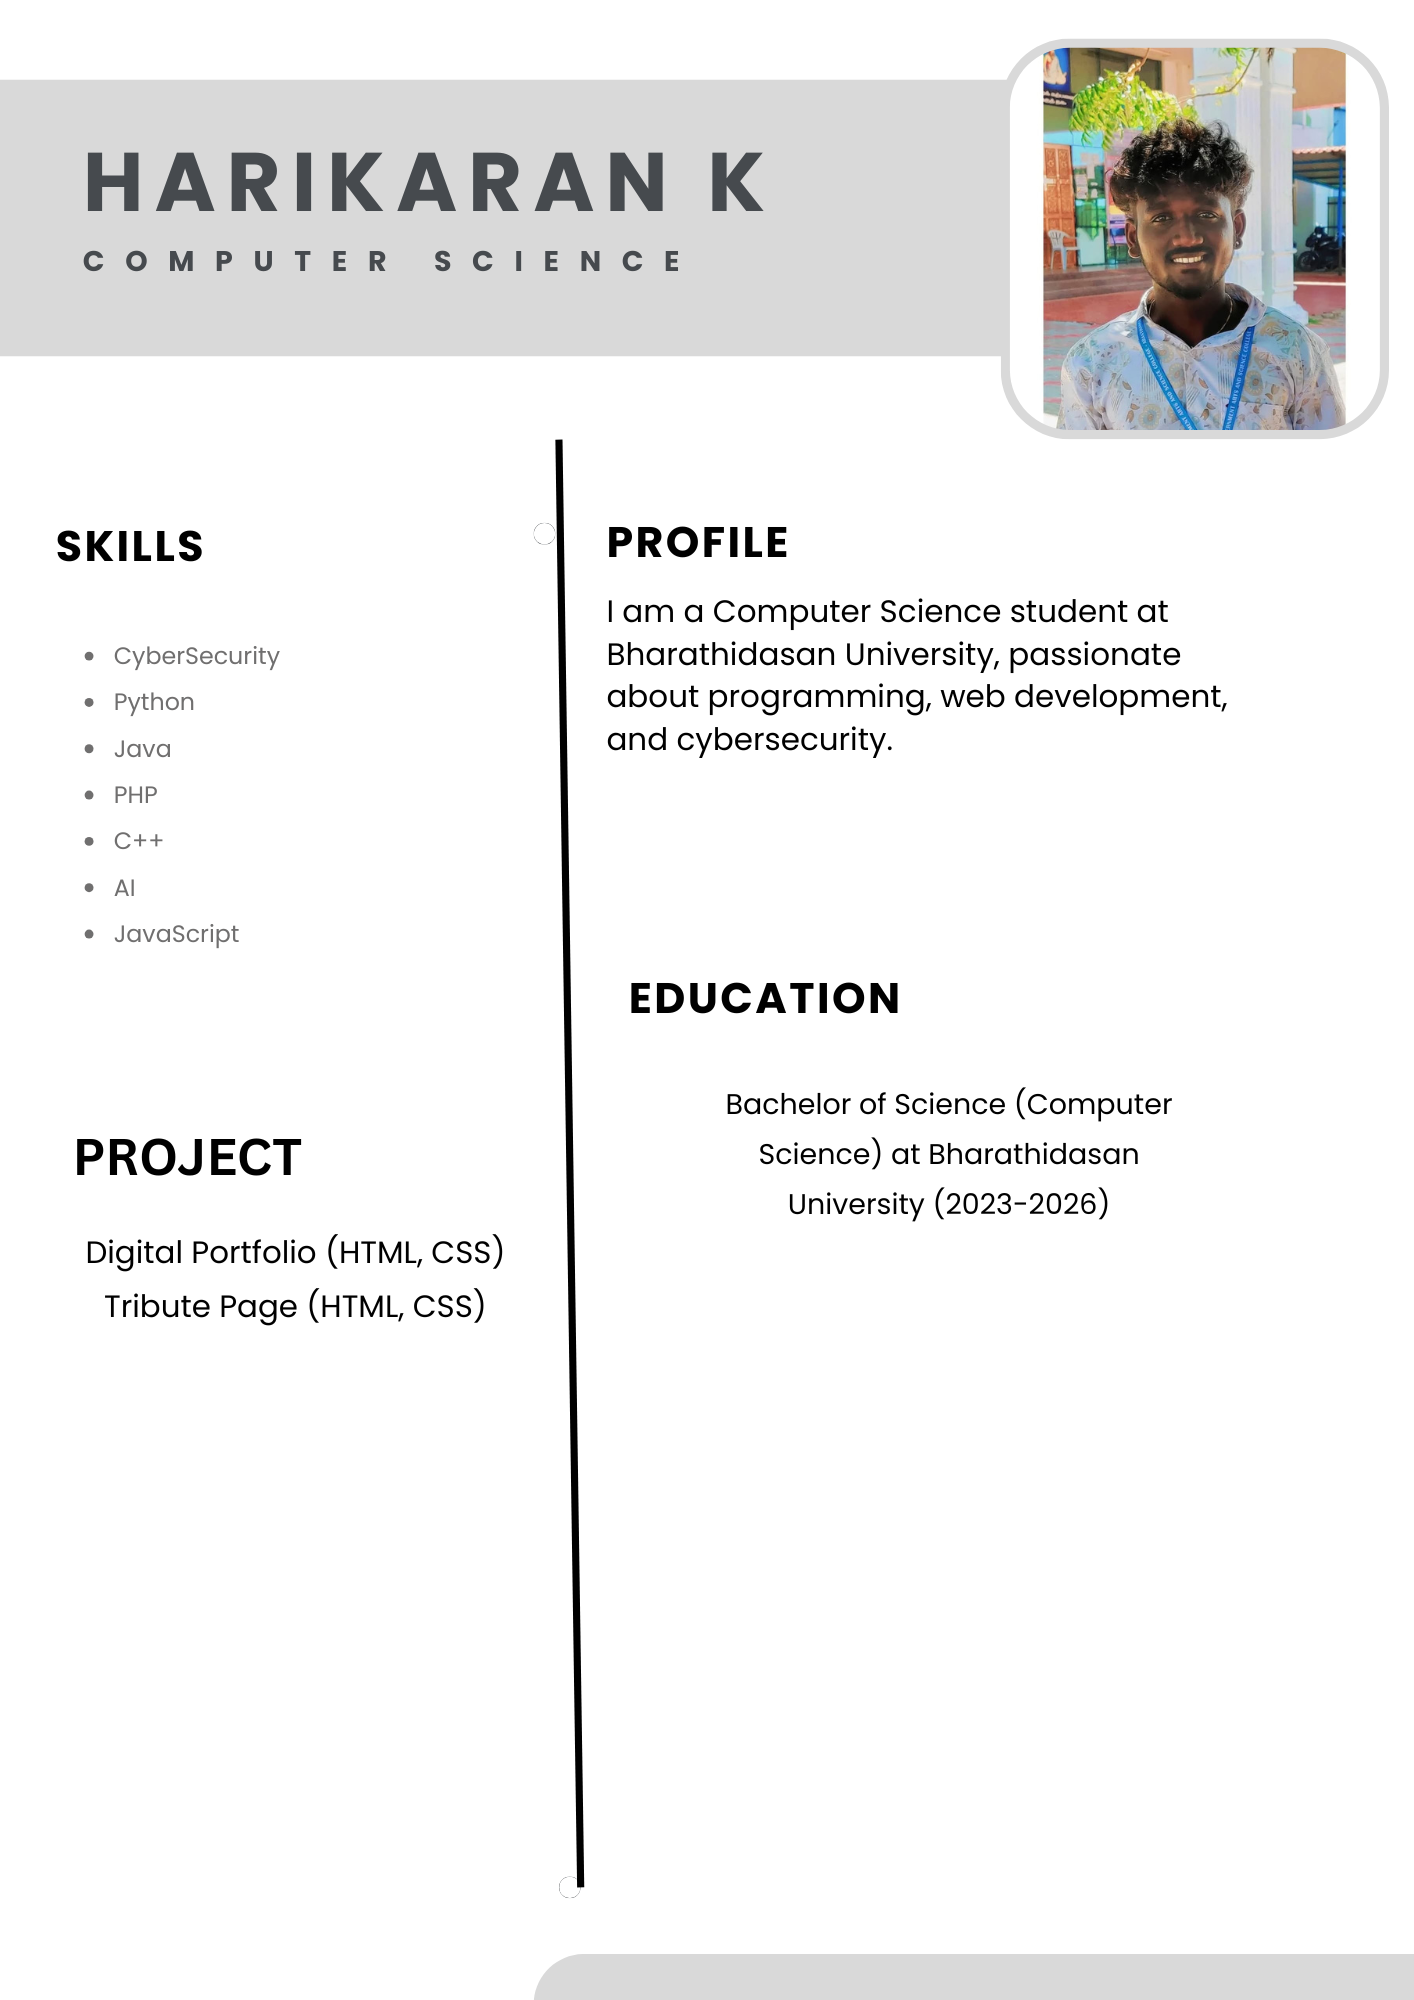 HARIKARAN K
COMPUTER SCIENCE
SKILLS
CyberSecurity
Python
Java
PHP
C++
AI
JavaScript
PROJECT
Digital Portfolio (HTML, CSS)
Tribute Page (HTML, CSS)
PROFILE
I am a Computer Science student at
Bharathidasan University, passionate
about programming, web development,
and cybersecurity.
EDUCATION
Bachelor of Science (Computer
Science) at Bharathidasan
University (2023-2026)